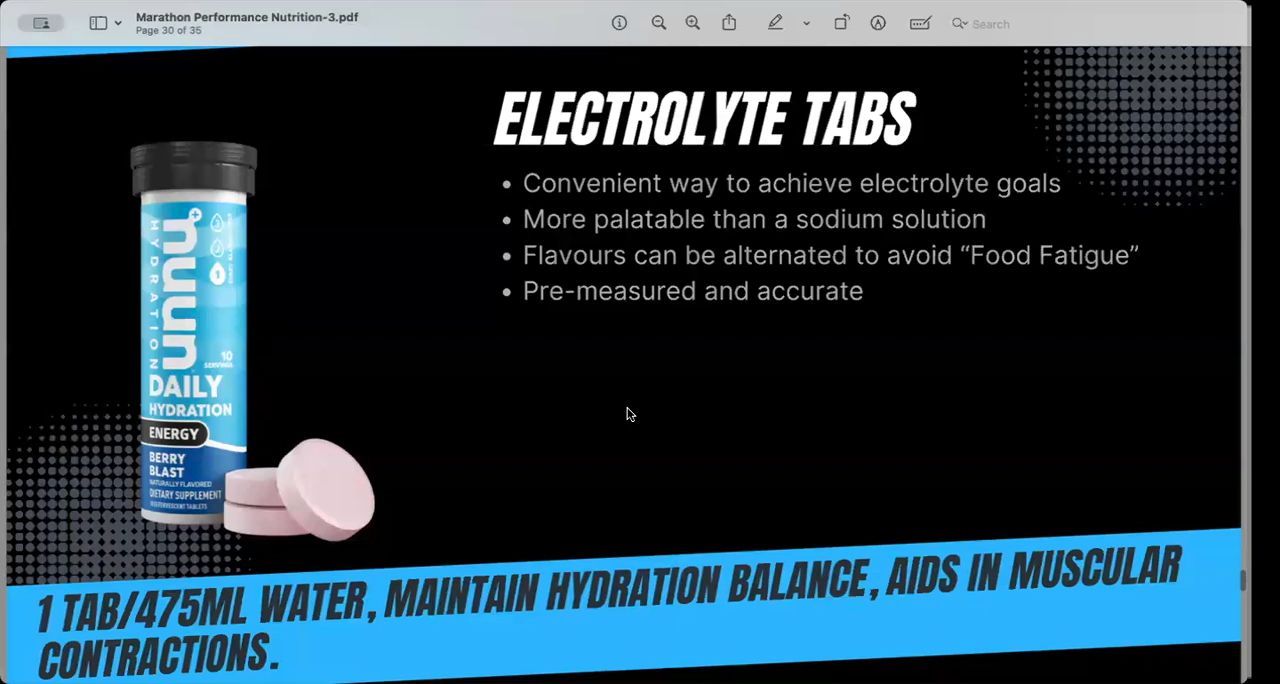 Marathon Performance Nutrition-3.pdf
Page 30 of 35
Search
ELECTROLYTE TABS
• Convenient way to achieve electrolyte goals
• More palatable than a sodium solution
• Flavours can be alternated to avoid “Food Fatigue”
• Pre-measured and accurate
nuun
HYDRATION
10
SERVINGS
DAILY
HYDRATION
ENERGY
BERRY
BLAST
NATURALLY FLAVORED
DIETARY SUPPLEMENT
1 TAB/475ML WATER, MAINTAIN HYDRATION BALANCE, AIDS IN MUSCULAR
CONTRACTIONS.